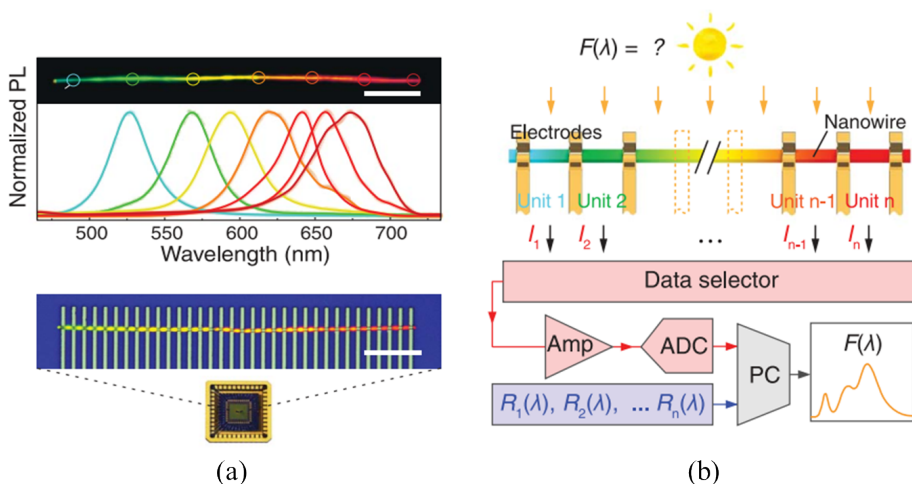 Normalized PL
500 550 600 650 700
Wavelength (nm)
(a)
F(λ) = ?
Electrodes
Nanowire
Unit 1 Unit 2 Unit n-1 Unit n
I1 I2 ... In-1 In
Data selector
Amp ADC PC
F(λ)
R1(λ), R2(λ), ... Rn(λ)
(b)